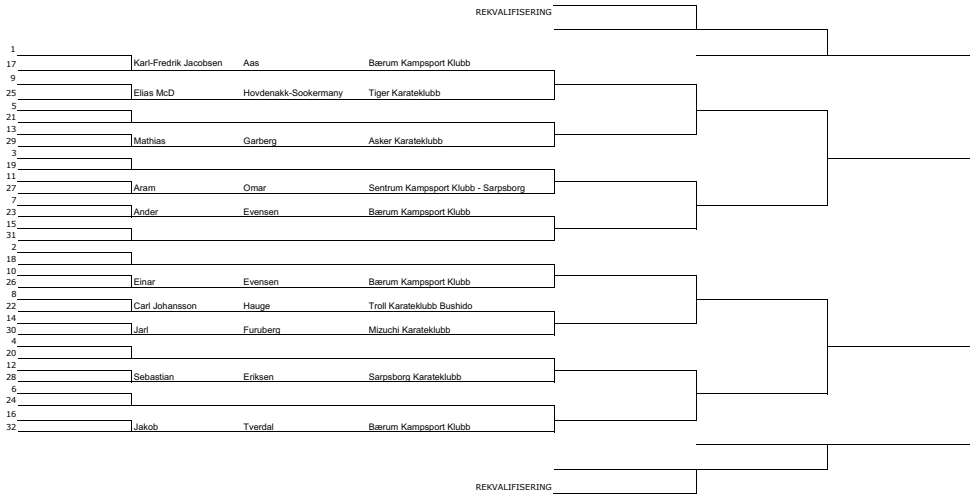 REKVALIFISERING
1
17 Karl-Fredrik Jacobsen Aas Bærum Kampsport Klubb
9
25 Elias McD Hovdenakk-Sookermany Tiger Karateklubb
5
21
13
29 Mathias Garberg Asker Karateklubb
3
19
11
27 Aram Omar Sentrum Kampsport Klubb - Sarpsborg
7
23 Ander Evensen Bærum Kampsport Klubb
15
31
2
18
10
26 Einar Evensen Bærum Kampsport Klubb
8
22 Carl Johansson Hauge Troll Karateklubb Bushido
14
30 Jarl Furuberg Mizuchi Karateklubb
4
20
12
28 Sebastian Eriksen Sarpsborg Karateklubb
6
24
16
32 Jakob Tverdal Bærum Kampsport Klubb
REKVALIFISERING